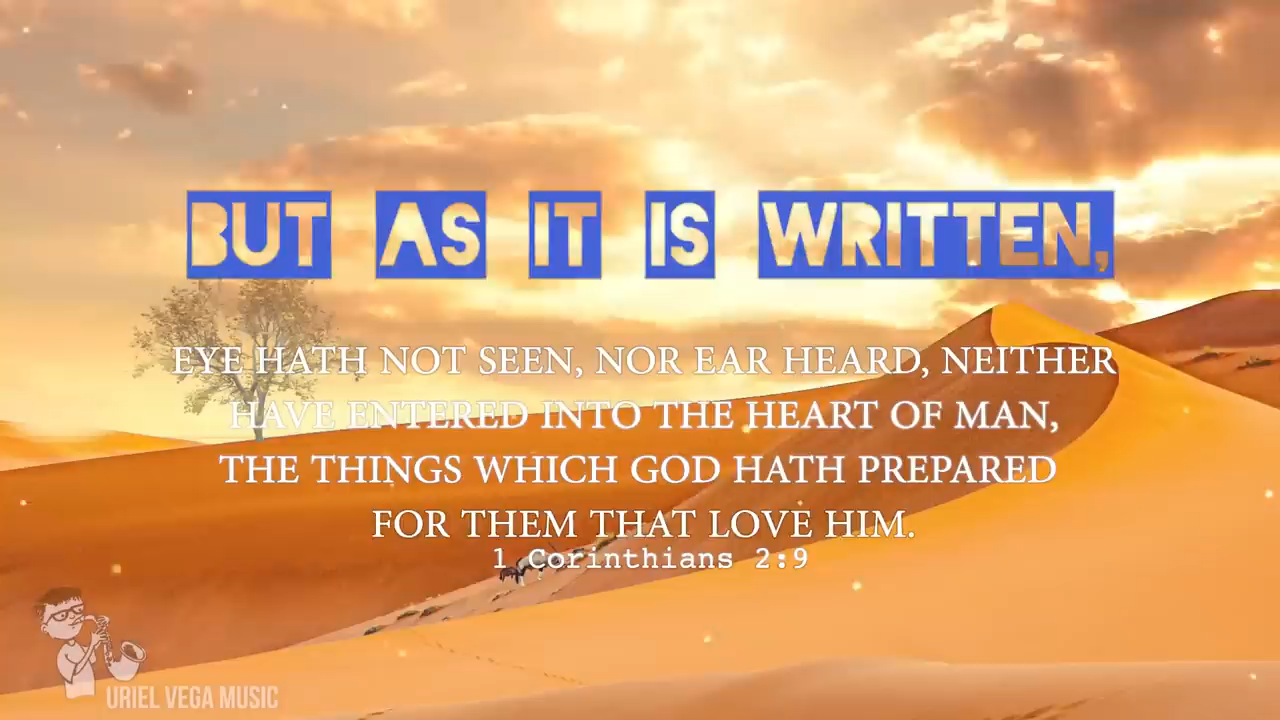 BUT AS IT IS WRITTEN,
EYE HATH NOT SEEN, NOR EAR HEARD, NEITHER
HAVE ENTERED INTO THE HEART OF MAN,
THE THINGS WHICH GOD HATH PREPARED
FOR THEM THAT LOVE HIM.
1 Corinthians 2:9
URIEL VEGA MUSIC